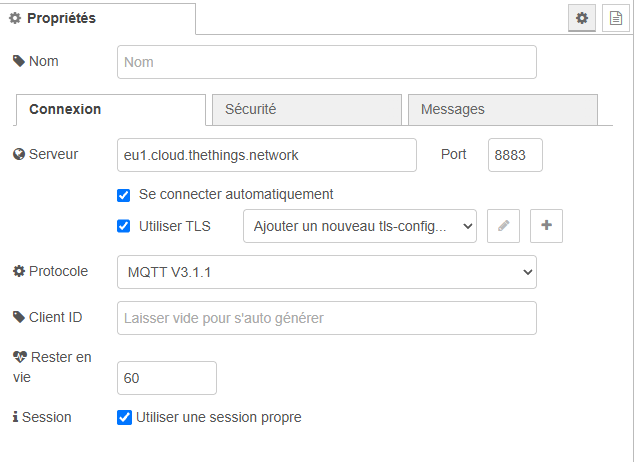 Propriétés
Nom
Nom
Connexion
Sécurité
Messages
Serveur
eu1.cloud.thethings.network
Port
8883
Se connecter automatiquement
Utiliser TLS
Ajouter un nouveau tls-config...
Protocole
MQTT V3.1.1
Client ID
Laisser vide pour s'auto générer
Rester en
vie
60
Session
Utiliser une session propre